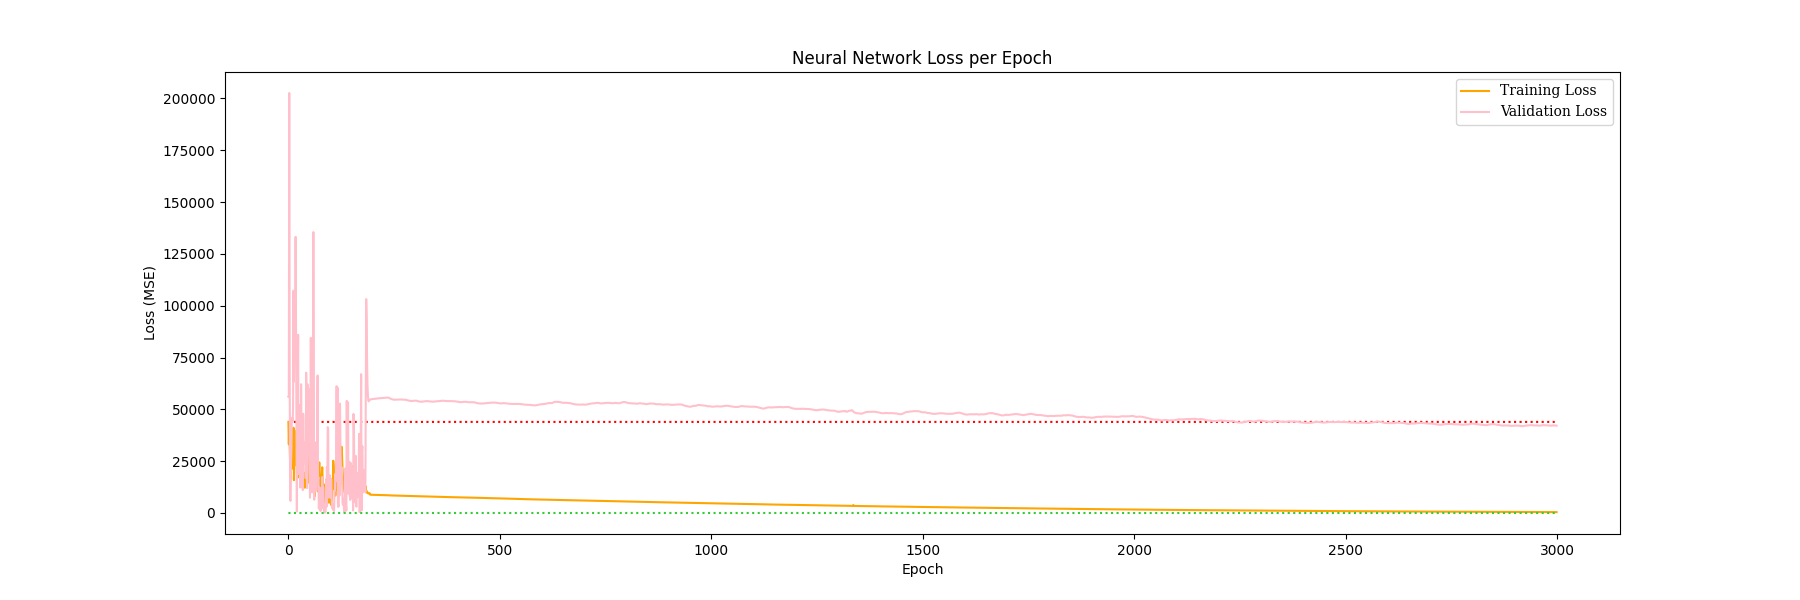 Neural Network Loss per Epoch
Training Loss
Validation Loss
Loss (MSE)
200000
175000
150000
125000
100000
75000
50000
25000
0
0 500 1000 1500 2000 2500 3000
Epoch